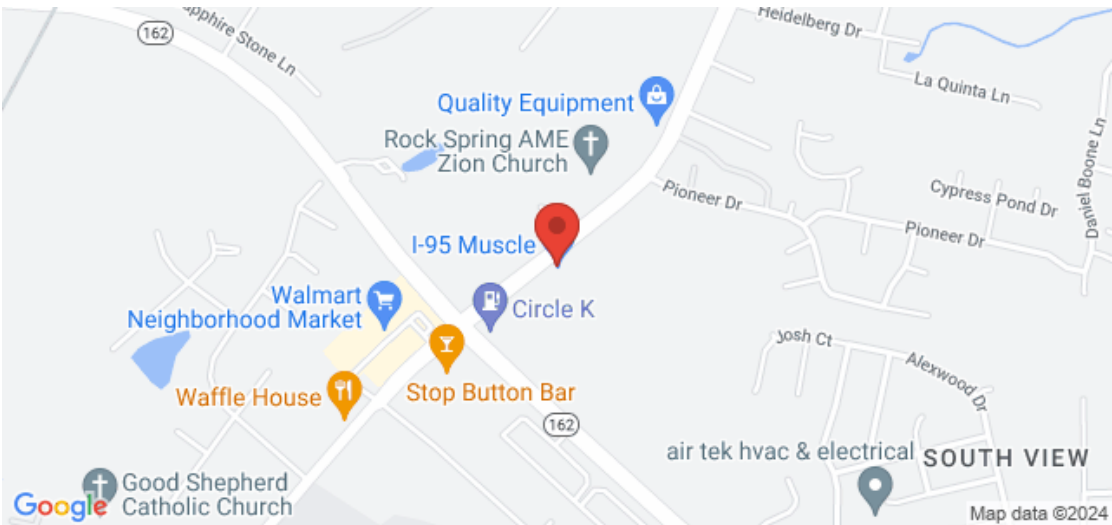 Heidelberg Dr
162
apphire Stone Ln
La Quinta Ln
Quality Equipment
Rock Spring AME
Zion Church
Daniel Boone Ln
Pioneer Dr
Cypress Pond Dr
Pioneer Dr
I-95 Muscle
Walmart
Neighborhood Market
Circle K
Josh Ct
Alexwood Dr
Waffle House
Stop Button Bar
162
air tek hvac & electrical
SOUTH VIEW
Good Shepherd
Catholic Church
Google
Map data ©2024